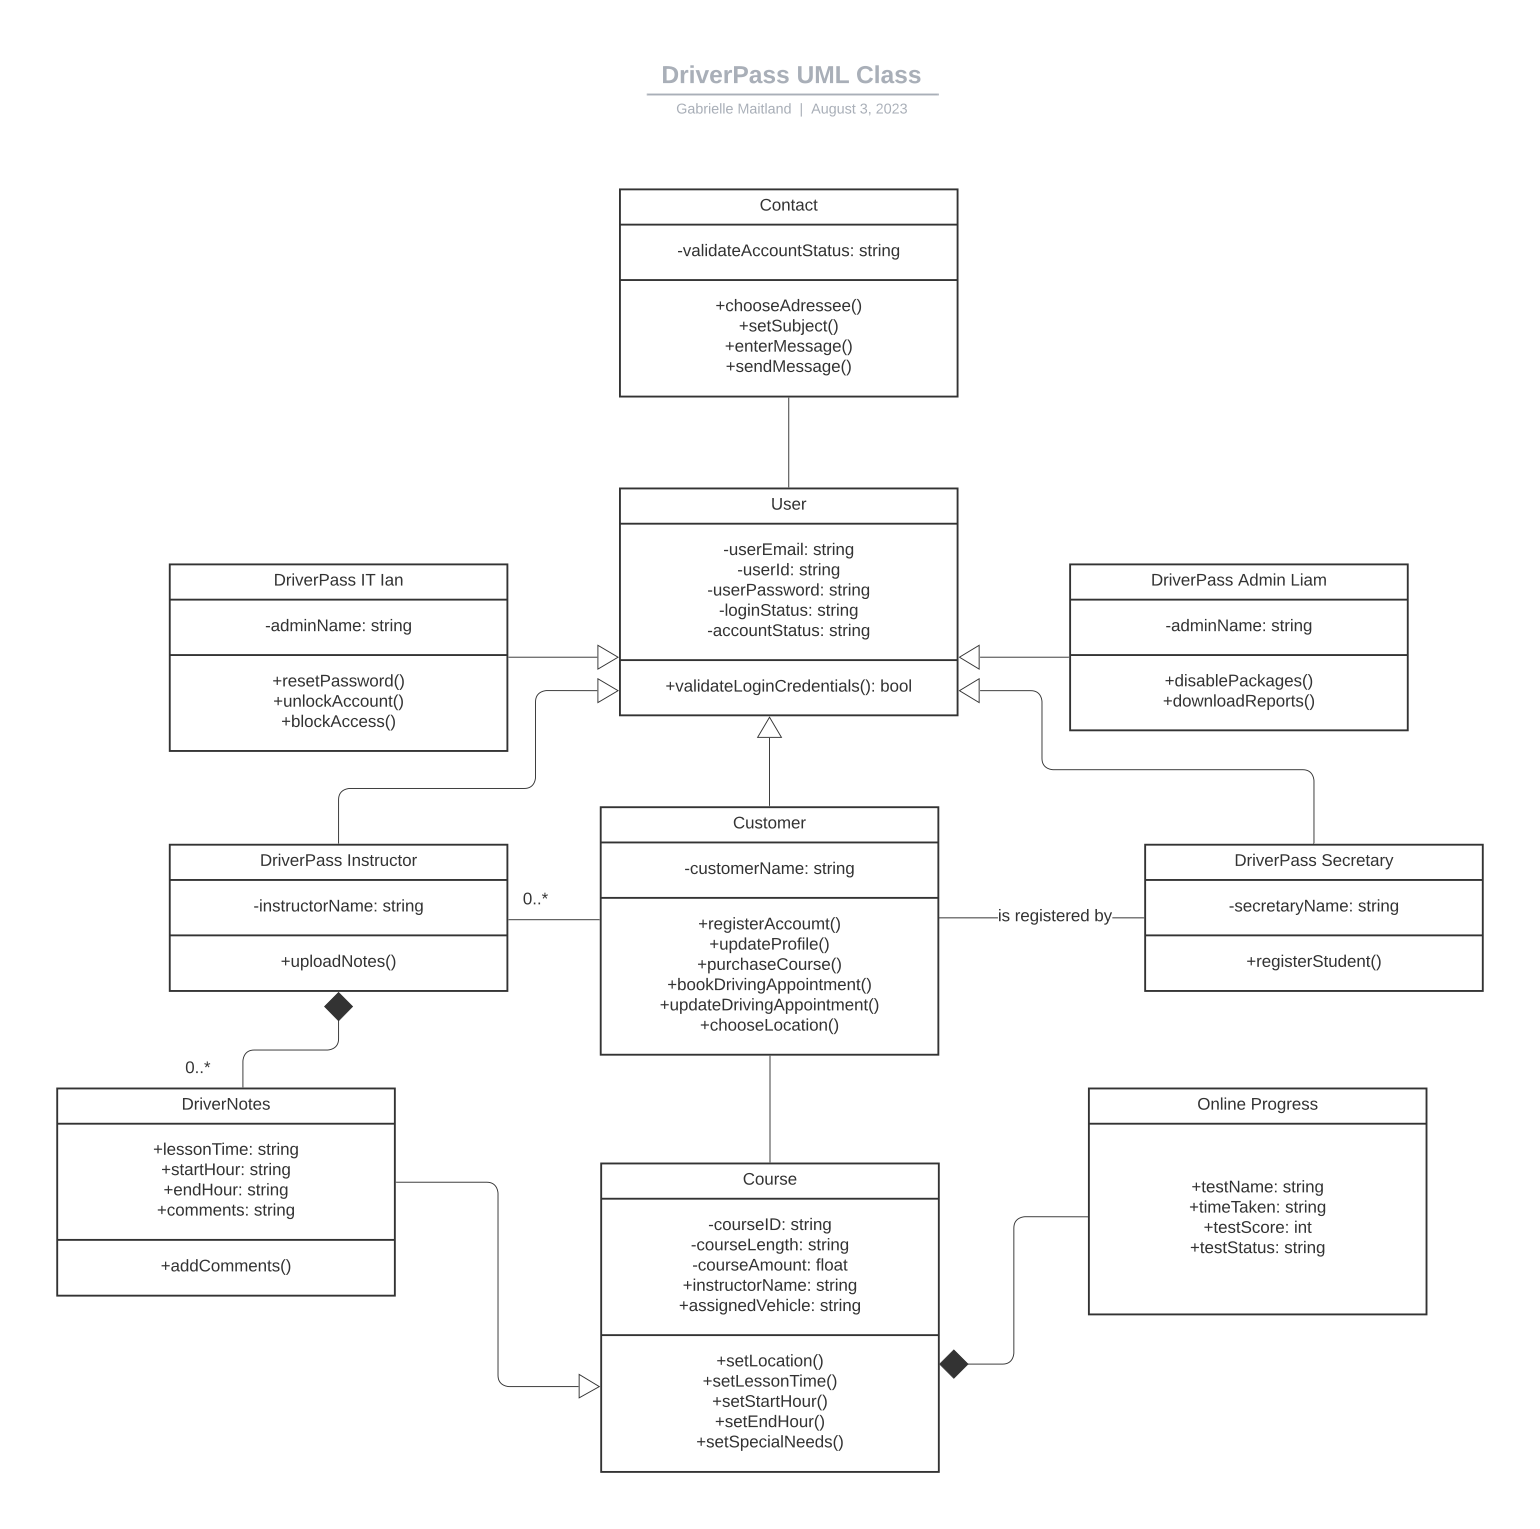 DriverPass UML Class
Gabrielle Maitland | August 3, 2023
Contact
-validateAccountStatus: string
+chooseAdressee()
+setSubject()
+enterMessage()
+sendMessage()
User
-userEmail: string
-userId: string
-userPassword: string
-loginStatus: string
-accountStatus: string
+validateLoginCredentials(): bool
DriverPass IT Ian
-adminName: string
+resetPassword()
+unlockAccount()
+blockAccess()
DriverPass Admin Liam
-adminName: string
+disablePackages()
+downloadReports()
DriverPass Instructor
-instructorName: string
+uploadNotes()
0..*
Customer
-customerName: string
+registerAccoumt()
+updateProfile()
+purchaseCourse()
+bookDrivingAppointment()
+updateDrivingAppointment()
+chooseLocation()
is registered by
DriverPass Secretary
-secretaryName: string
+registerStudent()
0..*
DriverNotes
+lessonTime: string
+startHour: string
+endHour: string
+comments: string
+addComments()
Course
-courseID: string
-courseLength: string
-courseAmount: float
+instructorName: string
+assignedVehicle: string
+setLocation()
+setLessonTime()
+setStartHour()
+setEndHour()
+setSpecialNeeds()
Online Progress
+testName: string
+timeTaken: string
+testScore: int
+testStatus: string